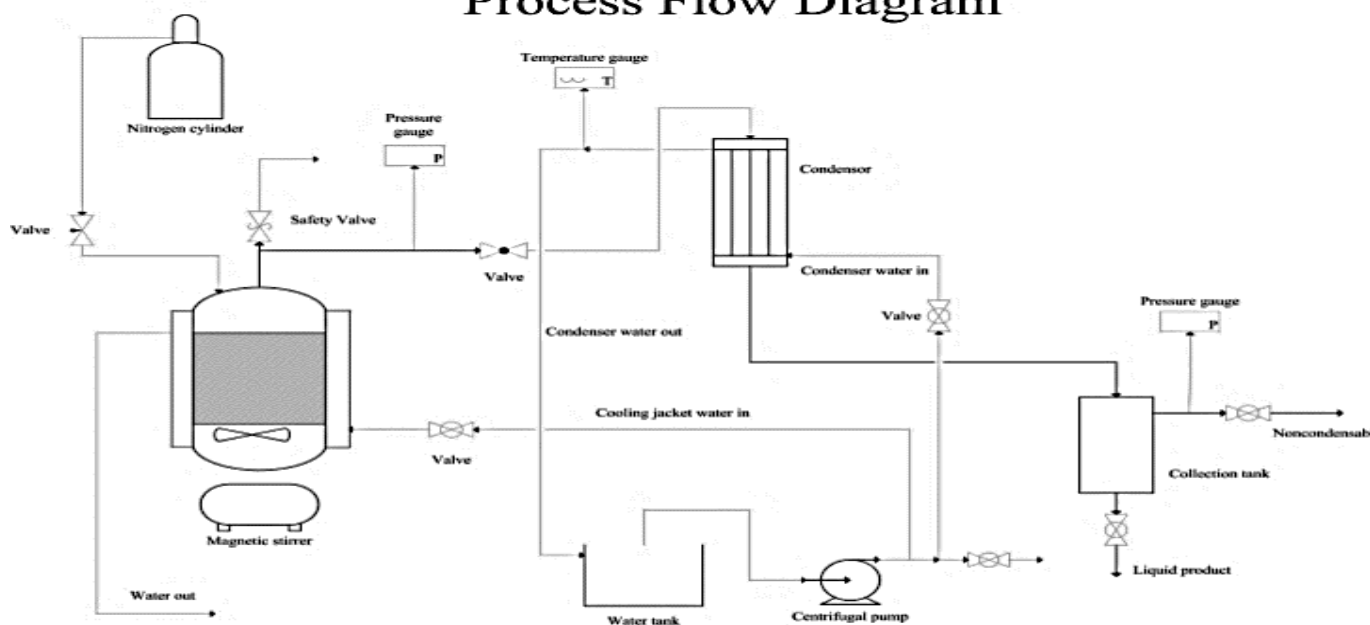 Process Flow Diagram
Temperature gauge
T
Nitrogen cylinder
Pressure
gauge
P
Condensor
Safety Valve
Valve
Valve
Condenser water in
Pressure gauge
P
Valve
Condenser water out
Cooling jacket water in
Valve
Noncondensab
Collection tank
Magnetic stirrer
Liquid product
Water out
Water tank
Centrifugal pump